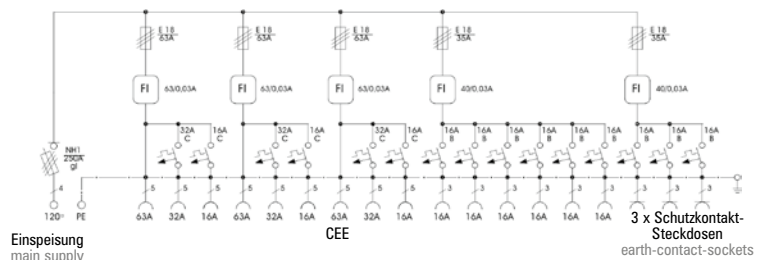 E 18 E 18 E 18 E 18 E 18
63A 63A 63A 35A 35A
FI 63/0,03A FI 63/0,03A FI 63/0,03A FI 40/0,03A FI 40/0,03A
32A 16A 32A 16A 32A 16A 16A 16A 16A 16A 16A 16A 16A 16A 16A
C C C C C C B B B B B B B B B
NH1
250A
gl
4 5 5 5 5 5 5 5 5 5 3 3 3 3 3 3 3 3 3
120° PE 63A 32A 16A 63A 32A 16A 63A 32A 16A 16A 16A 16A 16A 16A 16A
3 x Schutzkontakt-
Einspeisung CEE Steckdosen
main supply earth-contact-sockets